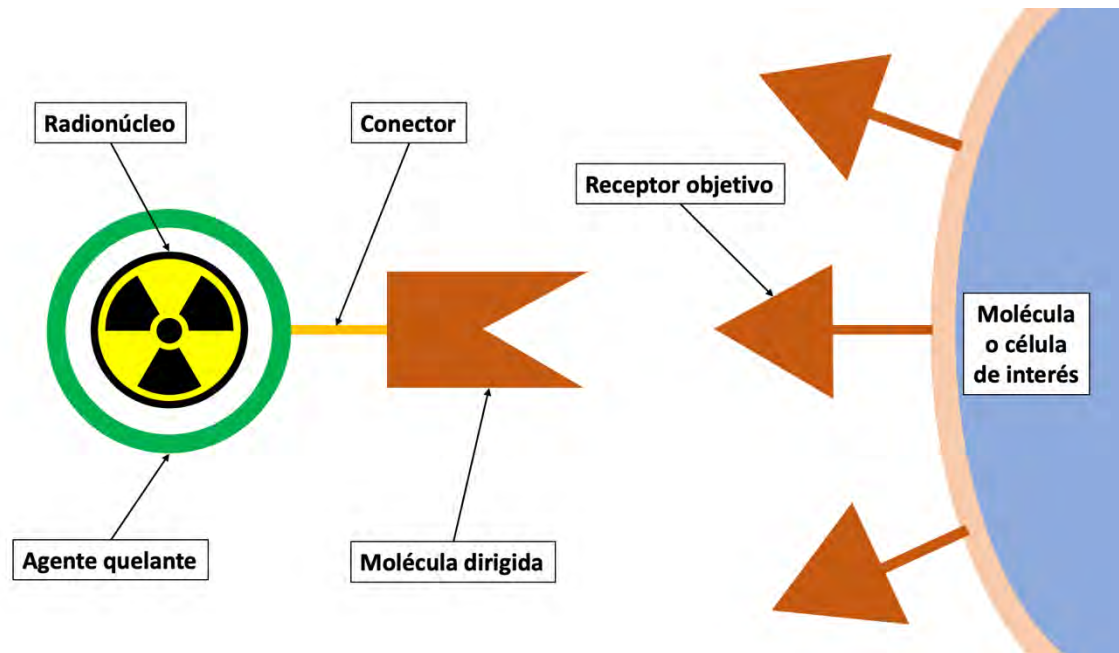 Radionúcleo
Conector
Receptor objetivo
Molécula
o célula
de interés
Agente quelante
Molécula dirigida